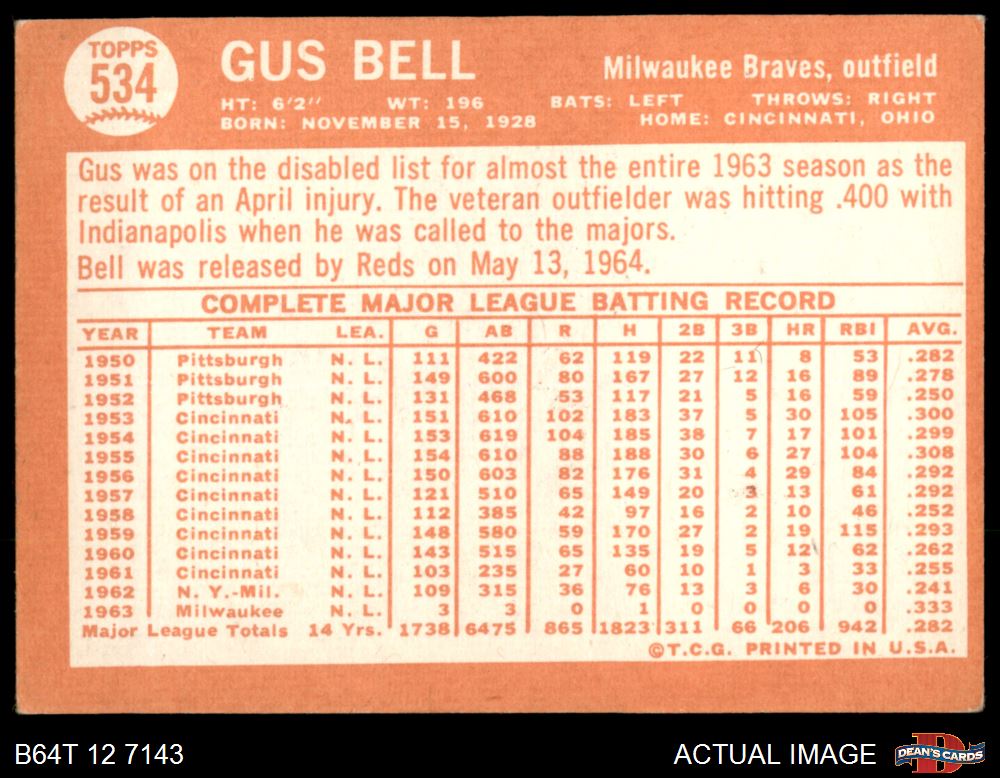 TOPPS
534
GUS BELL
Milwaukee Braves, outfield
HT: 6'2" WT: 196 BATS: LEFT THROWS: RIGHT
BORN: NOVEMBER 15, 1928 HOME: CINCINNATI, OHIO
Gus was on the disabled list for almost the entire 1963 season as the
result of an April injury. The veteran outfielder was hitting .400 with
Indianapolis when he was called to the majors.
Bell was released by Reds on May 13, 1964.
COMPLETE MAJOR LEAGUE BATTING RECORD
YEAR TEAM LEA. G AB R H 2B 3B HR RBI AVG.
1950 Pittsburgh N. L. 111 422 62 119 22 11 8 53 .282
1951 Pittsburgh N. L. 149 600 80 167 27 12 16 89 .278
1952 Pittsburgh N. L. 131 468 53 117 21 5 16 59 .250
1953 Cincinnati N. L. 151 610 102 183 37 5 30 105 .300
1954 Cincinnati N. L. 153 619 104 185 38 7 17 101 .299
1955 Cincinnati N. L. 154 610 88 188 30 6 27 104 .308
1956 Cincinnati N. L. 150 603 82 176 31 4 29 84 .292
1957 Cincinnati N. L. 121 510 65 149 20 3 13 61 .292
1958 Cincinnati N. L. 112 385 42 97 16 2 10 46 .252
1959 Cincinnati N. L. 148 580 59 170 27 2 19 115 .293
1960 Cincinnati N. L. 143 515 65 135 19 5 12 62 .262
1961 Cincinnati N. L. 103 235 27 60 10 1 3 33 .255
1962 N. Y.-Mil. N. L. 109 315 36 76 13 3 6 30 .241
1963 Milwaukee N. L. 3 3 0 1 0 0 0 0 .333
Major League Totals 14 Yrs. 1738 6475 865 1823 311 66 206 942 .282
©T.C.G. PRINTED IN U.S.A.
B64T 12 7143
ACTUAL IMAGE
D
DEAN'S CARDS